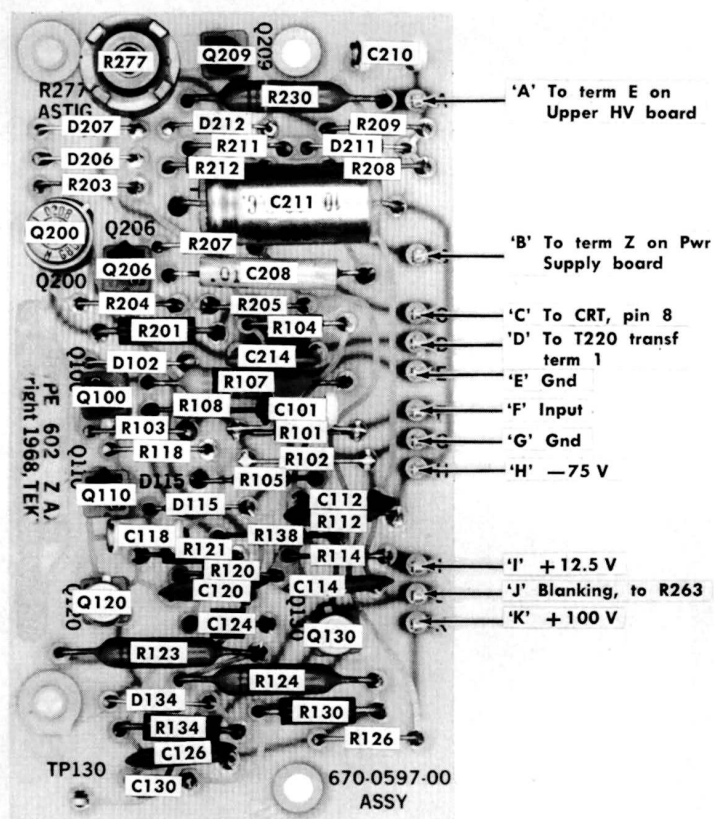 R277
Q209
Q209
C210
R277
ASTIG
R230
'A' To term E on
Upper HV board
D207
D212
R209
R211
D211
D206
R212
R208
R203
C211
Q200
Q206
R207
'B' To term Z on Pwr
Supply board
Q206
C208
.01
Q200
R204
R205
'C' To CRT, pin 8
R201
R104
'D' To T220 transf
term 1
D102
C214
R107
'E' Gnd
Q100
R108
C101
'F' Input
R103
R101
'G' Gnd
R118
R102
'H' —75 V
Q110
D115
R105
C112
D115
R112
PE 602 Z A
right 1968, TEK
C118
R138
R121
R114
'I' +12.5 V
R120
C120
C114
'J' Blanking, to R263
Q120
C124
Q130
'K' +100 V
R123
R124
D134
R130
R134
R126
C126
TP130
C130
670-0597-00
ASSY